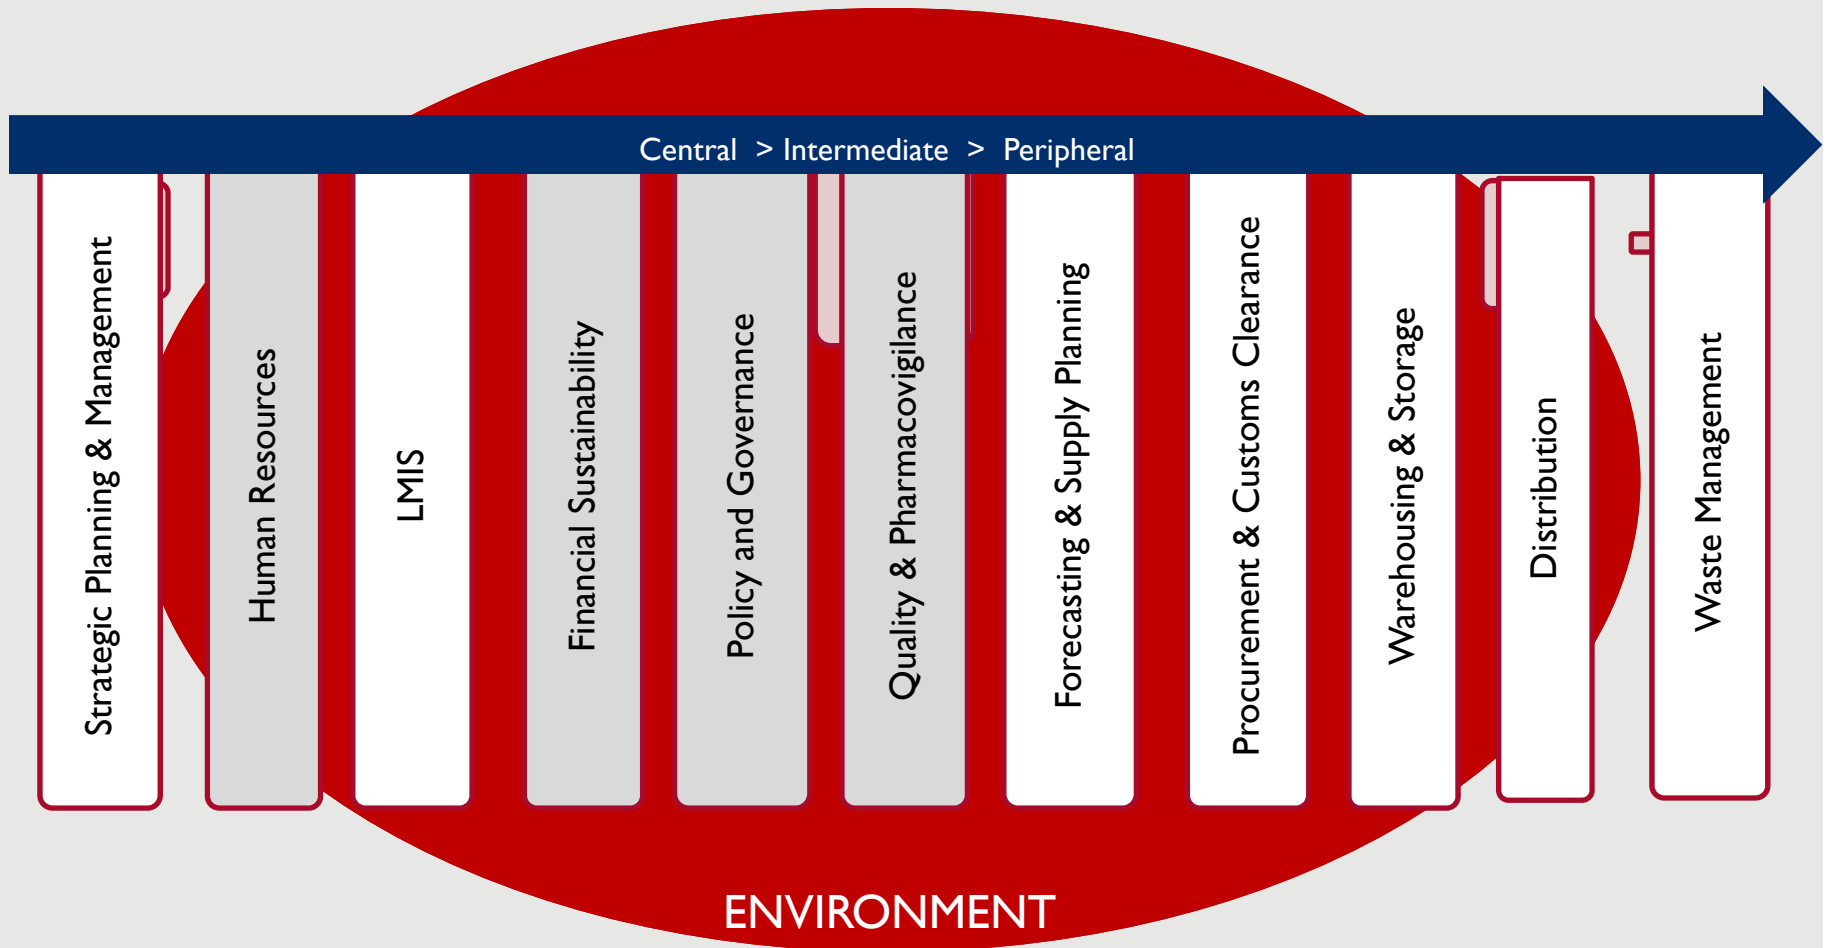 Central > Intermediate > Peripheral
Strategic Planning & Management
Human Resources
LMIS
Financial Sustainability
Policy and Governance
Quality & Pharmacovigilance
Forecasting & Supply Planning
Procurement & Customs Clearance
Warehousing & Storage
Distribution
Waste Management
ENVIRONMENT